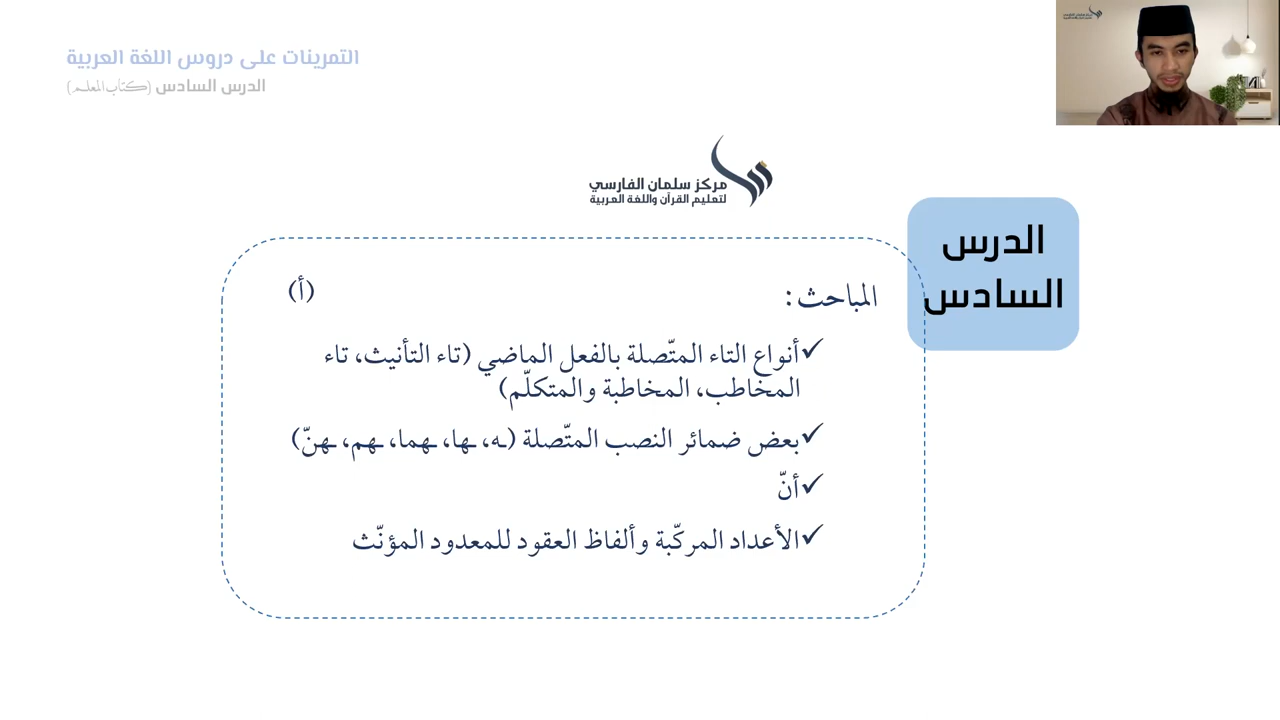 التمرينات على دروس اللغة العربية
الدرس السادس (كتاب المعلم)
مركز سلمان الفارسي
لتعليم القرآن واللغة العربية
الدرس
السادس
المباحث:
(أ)
أنواع التاء المتّصلة بالفعل الماضي (تاء التأنيث، تاء
المخاطب، المخاطبة والمتكلّم)
بعض ضمائر النصب المتّصلة (ـه، ـها، ـهما، ـهم، ـهنّ)
أنّ
الأعداد المركّبة وألفاظ العقود للمعدود المؤنّث